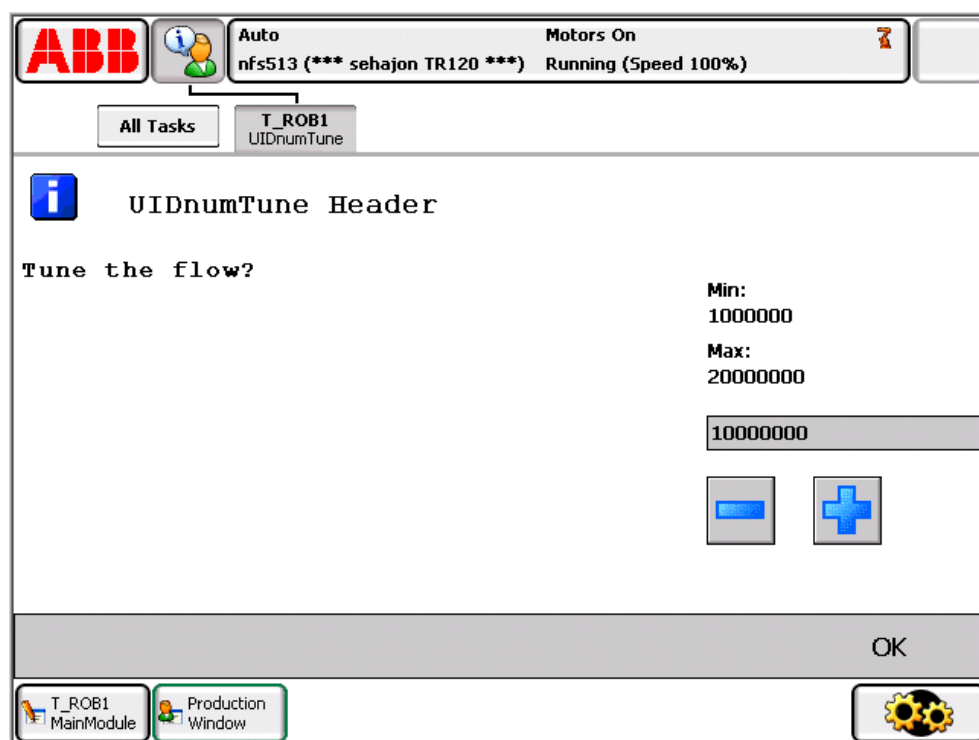 ABB
Auto Motors On
nfs513 (*** sehajon TR120 ***) Running (Speed 100%)
All Tasks
T_ROB1
UIDnumTune
i UIDnumTune Header
Tune the flow?
Min:
1000000
Max:
20000000
10000000
OK
T_ROB1
MainModule
Production
Window